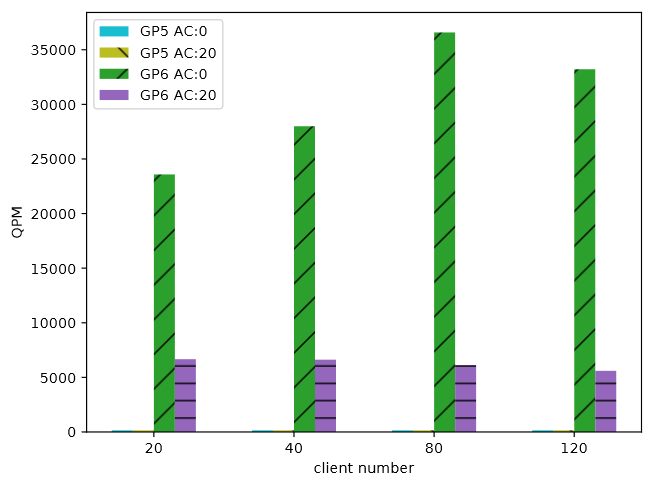 GP5 AC:0
GP5 AC:20
GP6 AC:0
GP6 AC:20
QPM
35000
30000
25000
20000
15000
10000
5000
0
20 40 80 120
client number